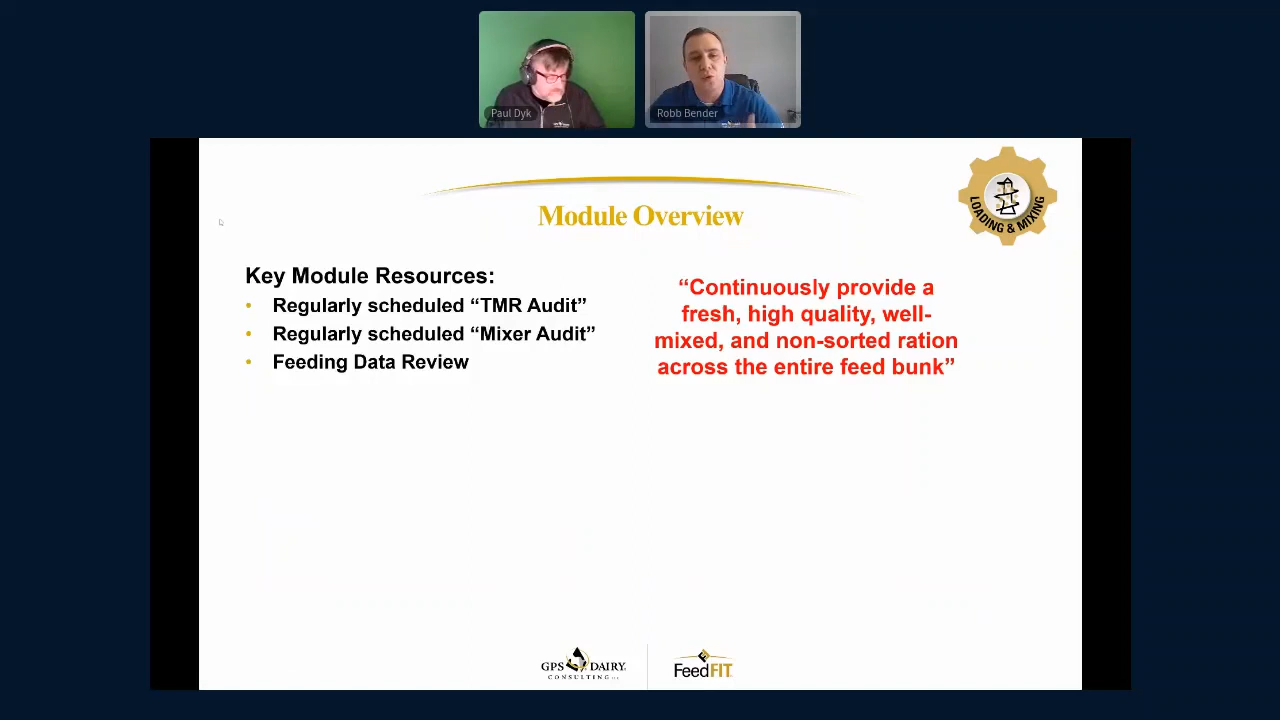 Paul Dyk
Robb Bender
LOADING & MIXING
Module Overview
Key Module Resources:
• Regularly scheduled “TMR Audit”
• Regularly scheduled “Mixer Audit”
• Feeding Data Review
“Continuously provide a
fresh, high quality, well-
mixed, and non-sorted ration
across the entire feed bunk”
GPS DAIRY
CONSULTING
FeedFIT